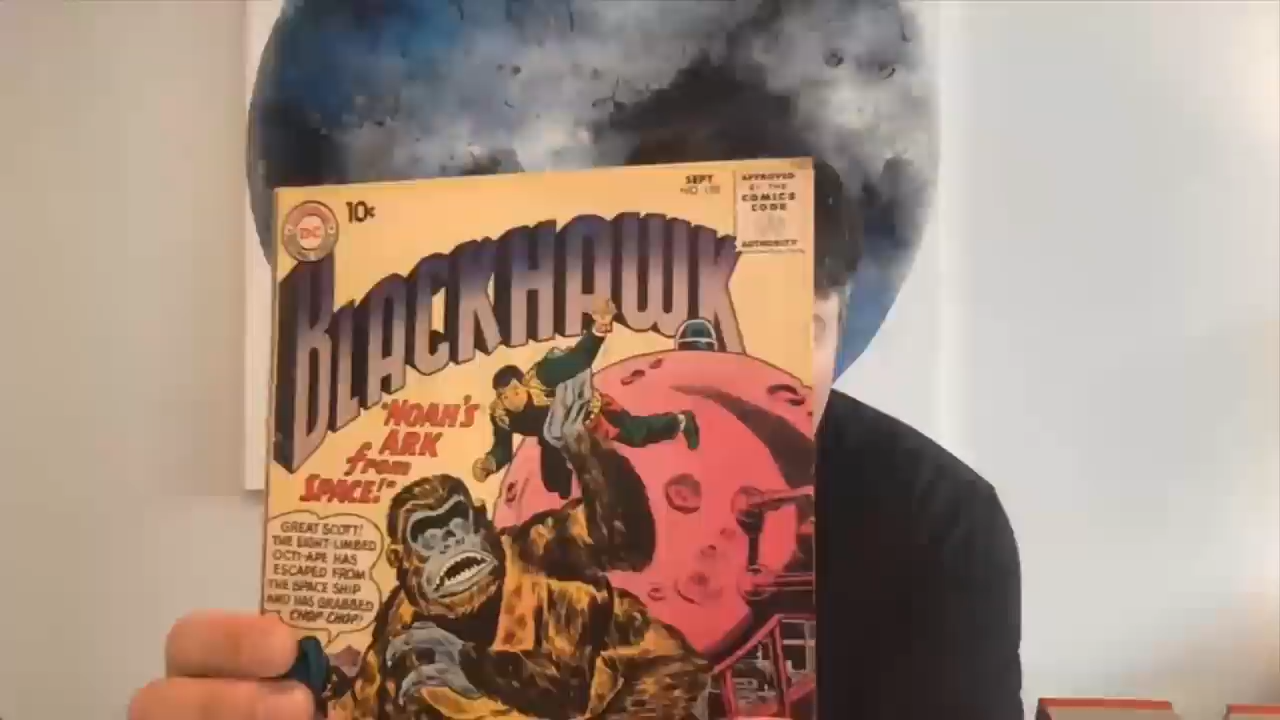 SEPT
APPROVED
BY THE
COMICS
CODE
AUTHORITY
DC
10¢
BLACKHAWK
"NOAH'S
ARK
from
SPACE!"
GREAT SCOTT!
THE EIGHT-LIMBED
OCTI-APE HAS
ESCAPED FROM
THE SPACE SHIP
AND HAS GRABBED
CHOP CHOP!